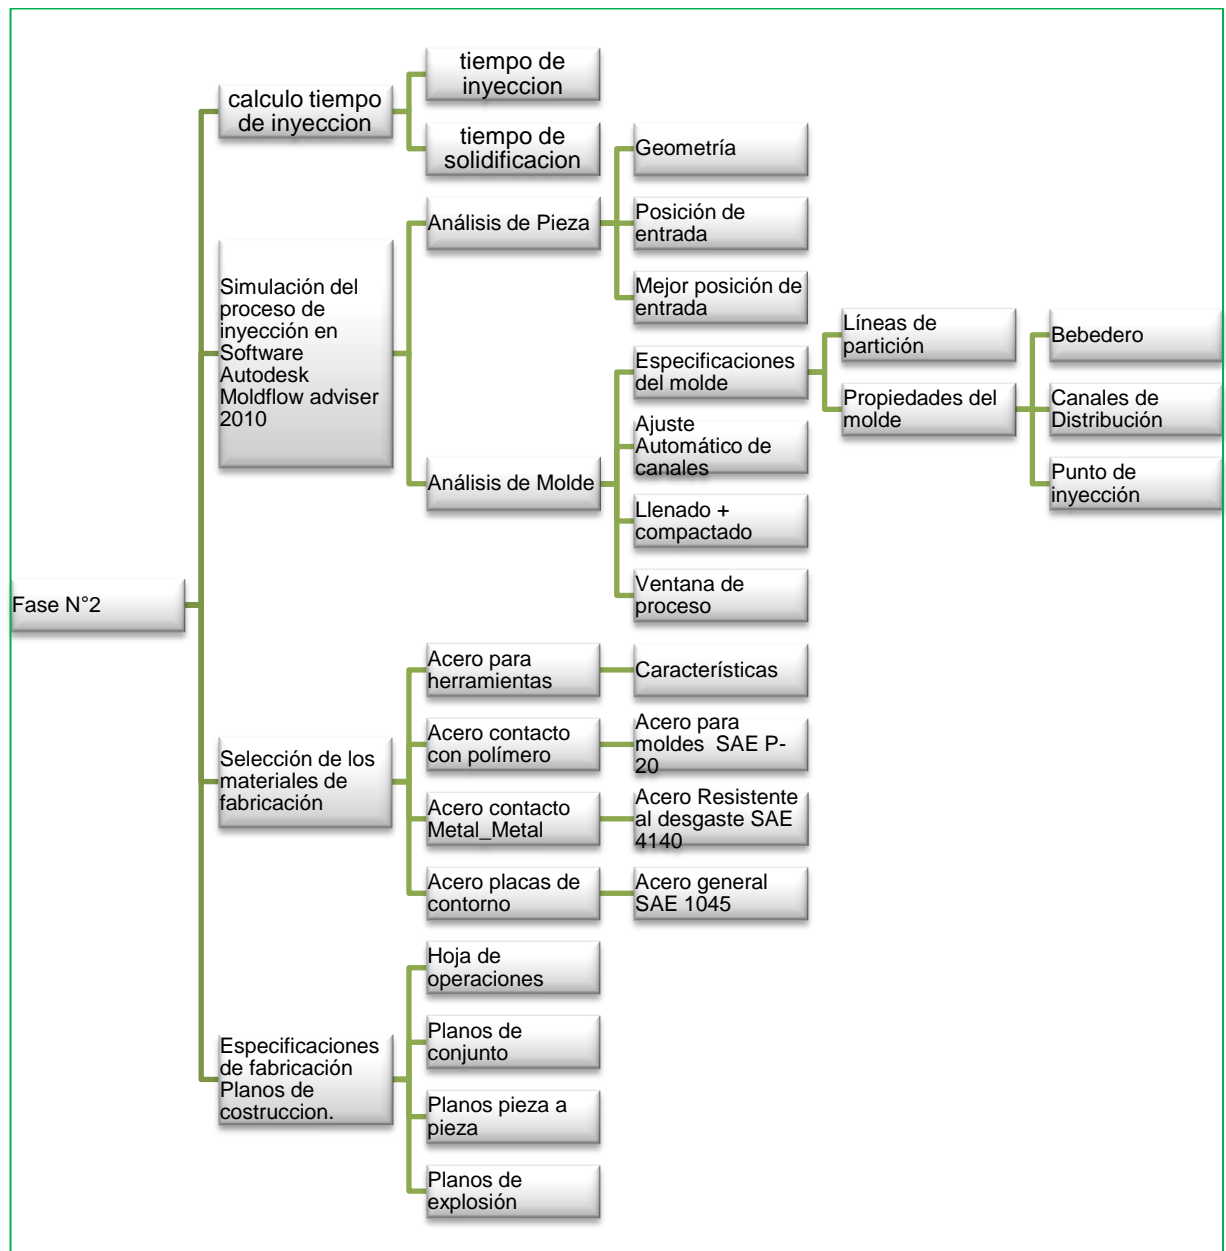 Fase N°2
calculo tiempo
de inyeccion
tiempo de
inyeccion
tiempo de
solidificacion
Simulación del
proceso de
inyección en
Software
Autodesk
Moldflow adviser
2010
Análisis de Pieza
Geometría
Posición de
entrada
Mejor posición de
entrada
Análisis de Molde
Especificaciones
del molde
Líneas de
partición
Propiedades del
molde
Bebedero
Canales de
Distribución
Punto de
inyección
Ajuste
Automático de
canales
Llenado +
compactado
Ventana de
proceso
Selección de los
materiales de
fabricación
Acero para
herramientas
Características
Acero contacto
con polímero
Acero para
moldes  SAE P-
20
Acero contacto
Metal_Metal
Acero Resistente
al desgaste SAE
4140
Acero placas de
contorno
Acero general
SAE 1045
Especificaciones
de fabricación
Planos de
costruccion.
Hoja de
operaciones
Planos de
conjunto
Planos pieza a
pieza
Planos de
explosión